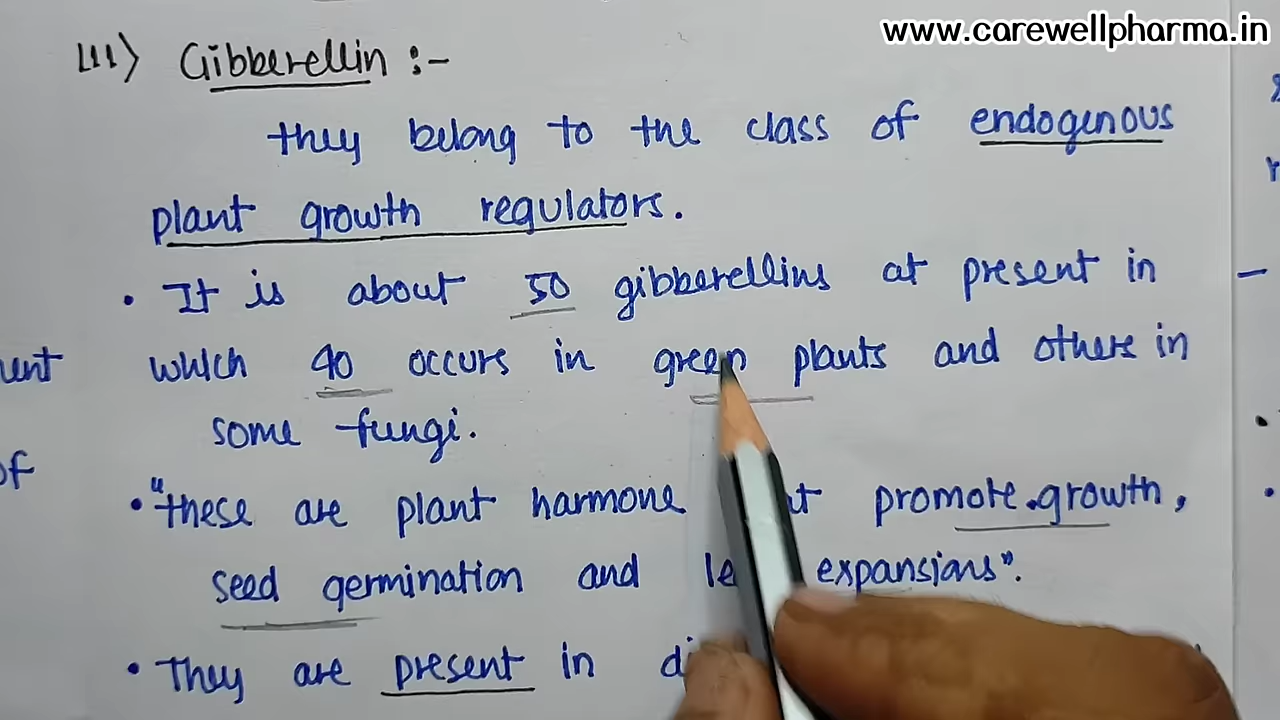 www.carewellpharma.in
III) Gibberellin :-
they belong to the class of endogenous
plant growth regulators.
• It is about 50 gibberellins at present in
which 40 occurs in green plants and others in
some fungi.
• "these are plant harmone promote growth,
seed germination and expansions".
• They are present in
of